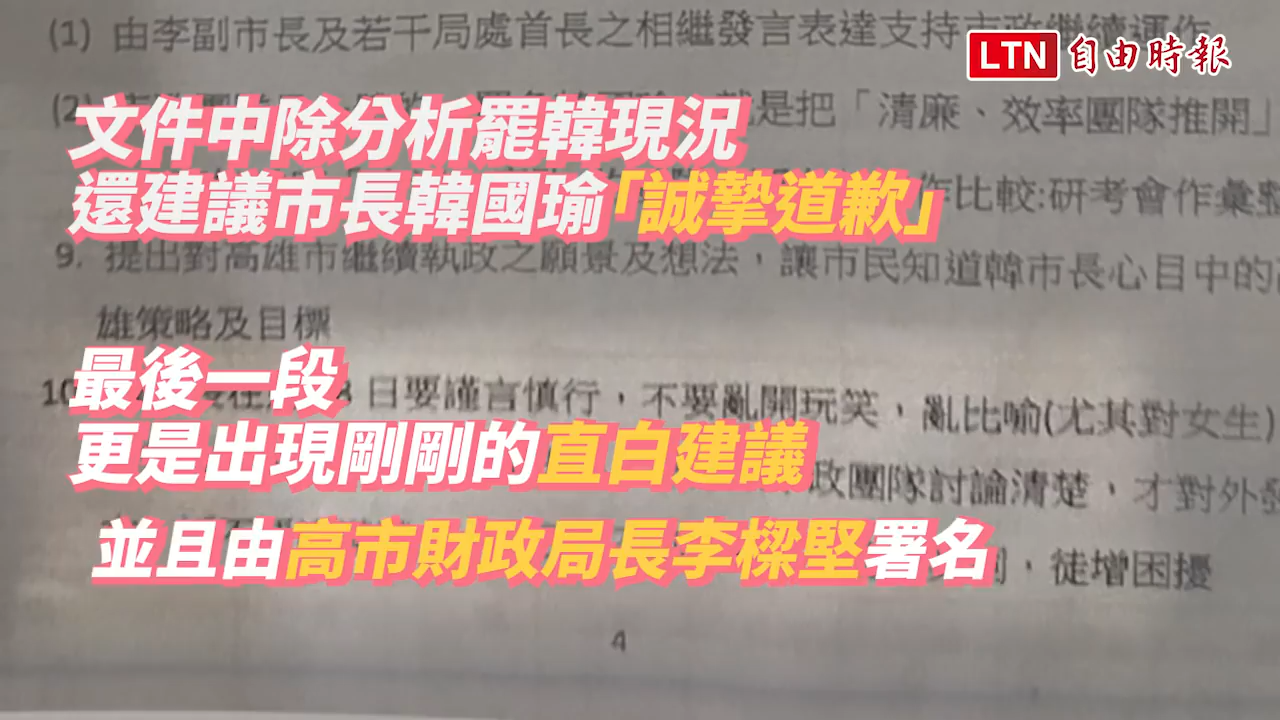 (1) 由李副市長及若干局處首長之相繼發言表達支持市政繼續運作
LTN 自由時報
(2) 就是把「清廉、效率團隊推開」
文件中除分析罷韓現況
還建議市長韓國瑜「誠摯道歉」
作比較:研考會作彙整
9. 提出對高雄市繼續執政之願景及想法，讓市民知道韓市長心目中的
雄策略及目標
最後一段
日要謹言慎行，不要亂開玩笑，亂比喻(尤其對女生)
更是出現剛剛的直白建議
政團隊討論清楚，才對外發
並且由高市財政局長李樑堅署名
，徒增困擾
4